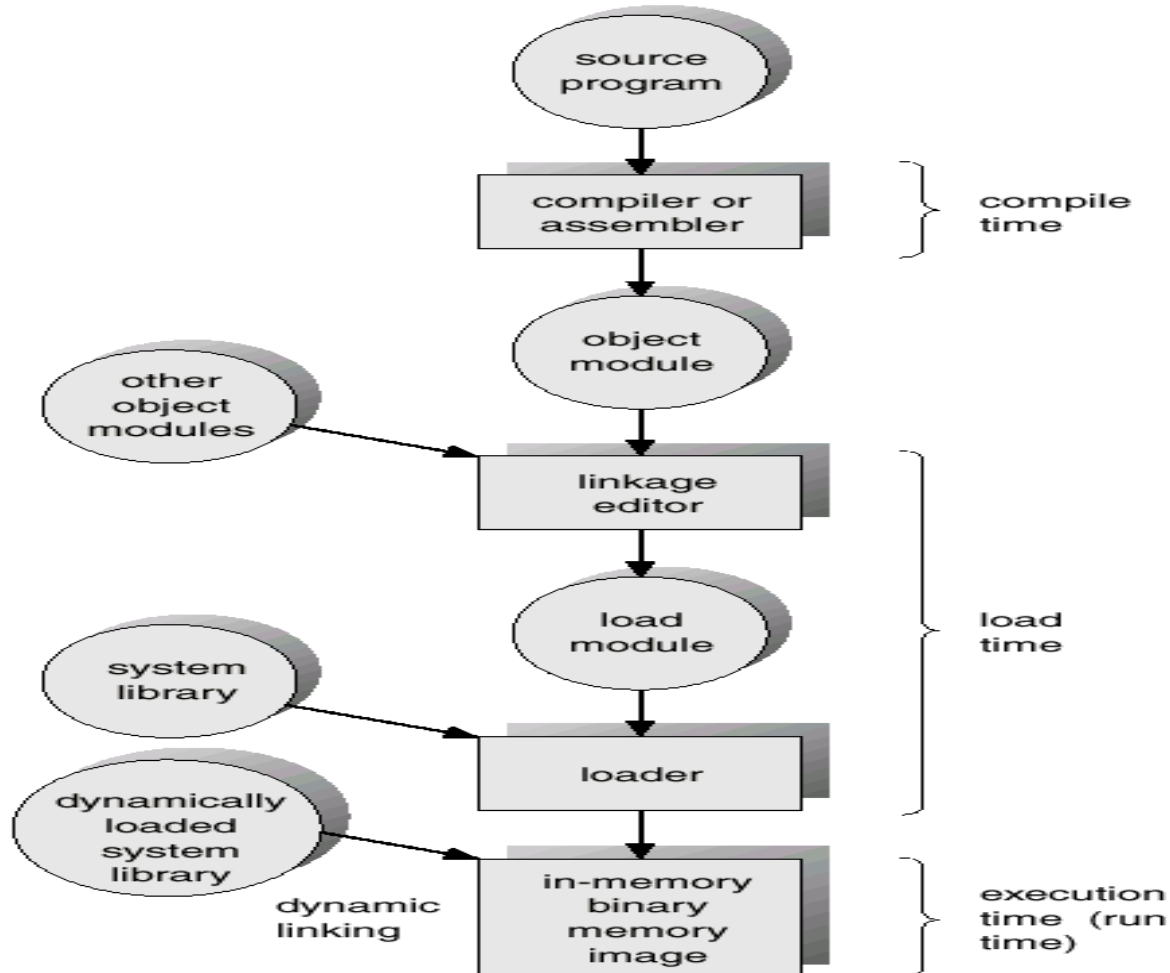 source
program
compiler or
assembler
compile
time
object
module
other
object
modules
linkage
editor
load
module
load
time
system
library
loader
dynamically
loaded
system
library
dynamic
linking
in-memory
binary
memory
image
execution
time (run
time)